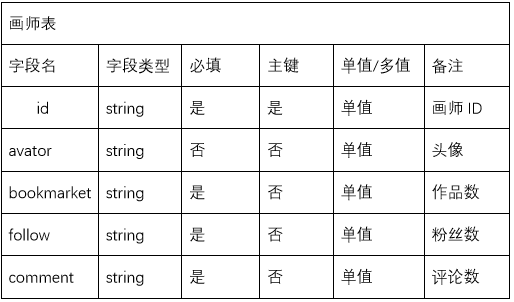 画师表
字段名 字段类型 必填 主键 单值/多值 备注
id string 是 是 单值 画师 ID
avator string 否 否 单值 头像
bookmarket string 是 否 单值 作品数
follow string 是 否 单值 粉丝数
comment string 是 否 单值 评论数